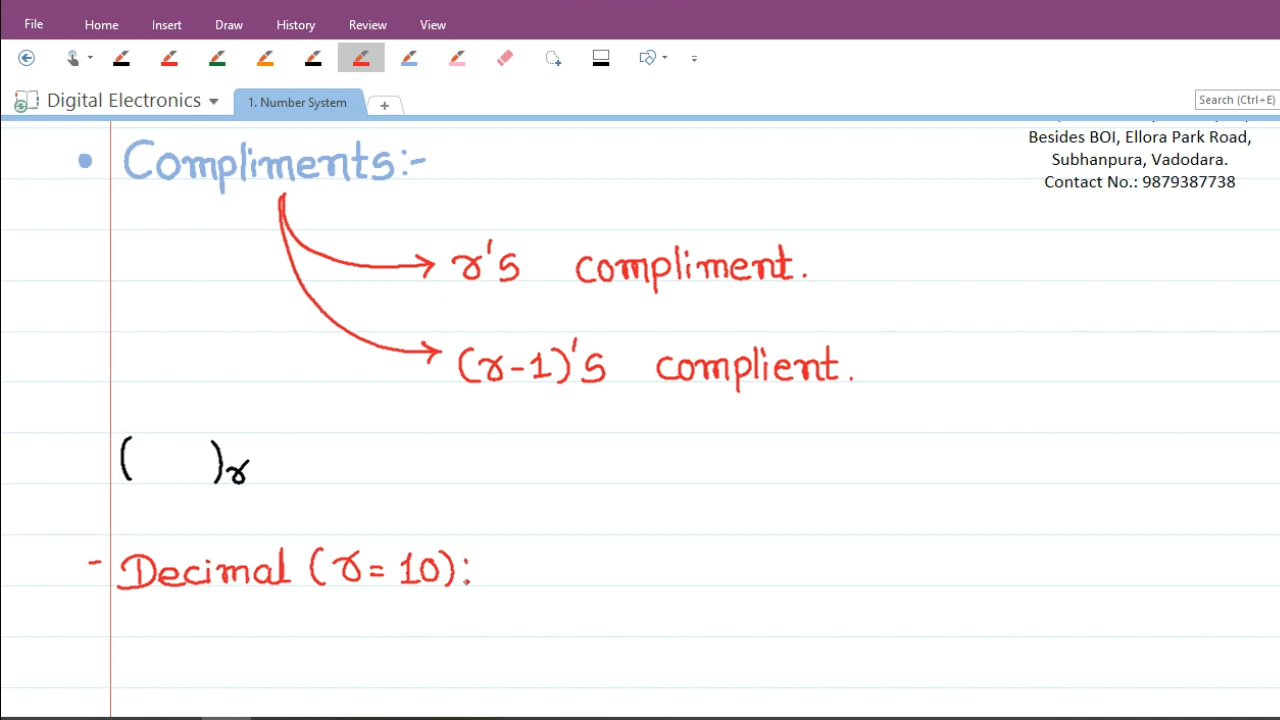 File Home Insert Draw History Review View
Digital Electronics 1. Number System +
Search (Ctrl+E)
Besides BOI, Ellora Park Road,
Subhanpura, Vadodara.
Contact No.: 9879387738
• Compliments:-
r's compliment.
(r-1)'s complient.
( )r
- Decimal (r = 10):